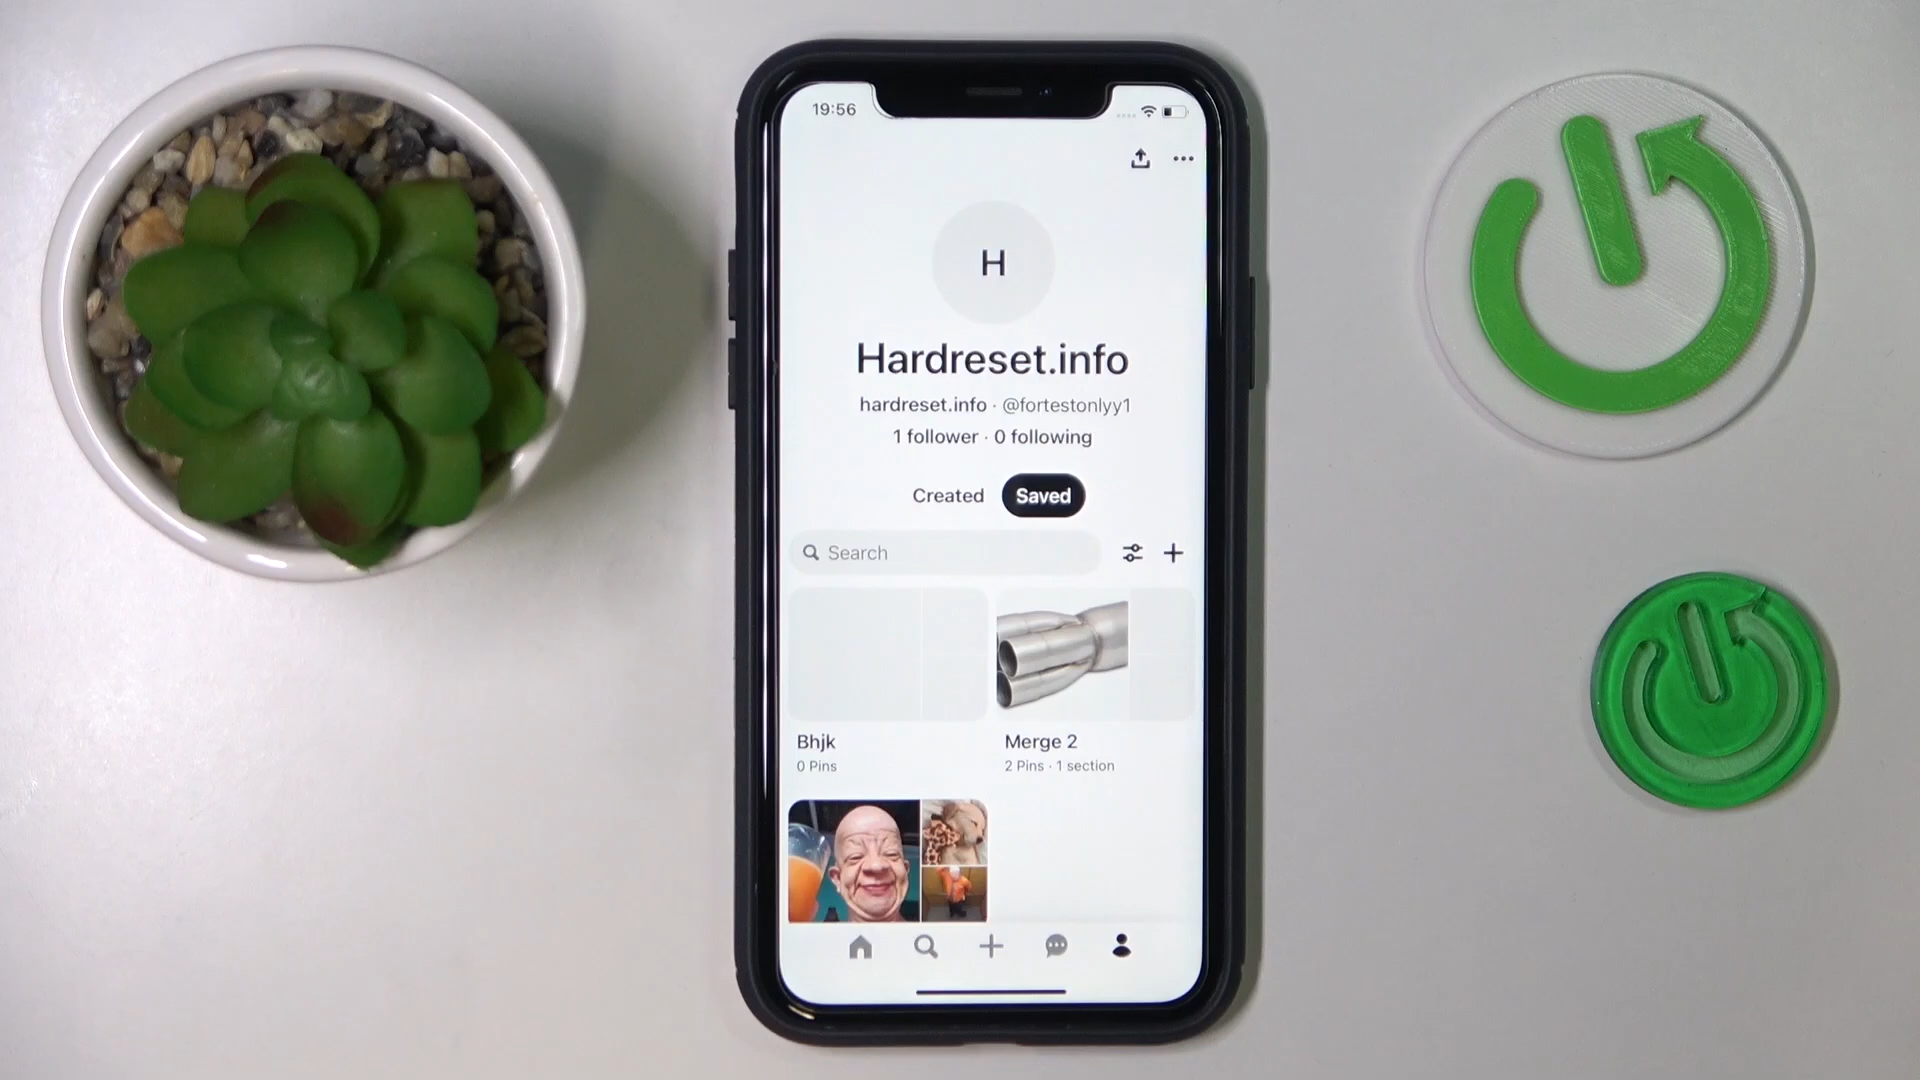 19:56
H
Hardreset.info
hardreset.info · @fortestonlyy1
1 follower · 0 following
Created Saved
Search
Bhjk Merge 2
0 Pins 2 Pins · 1 section